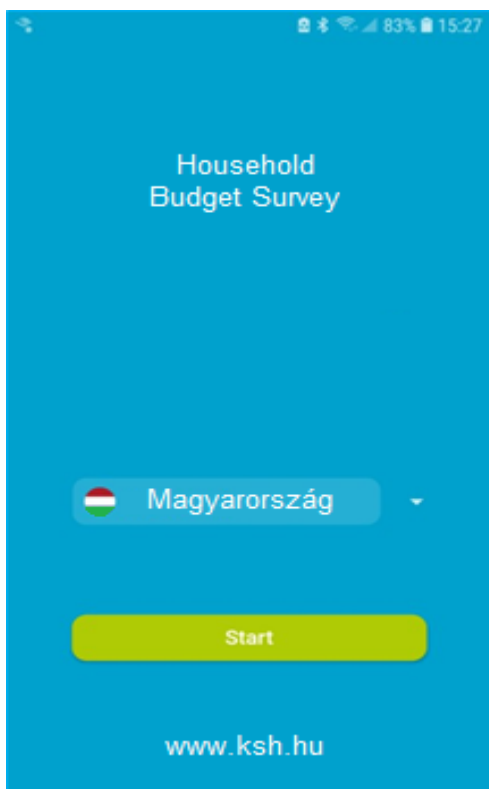 83% 15:27
Household
Budget Survey
Magyarország
Start
www.ksh.hu